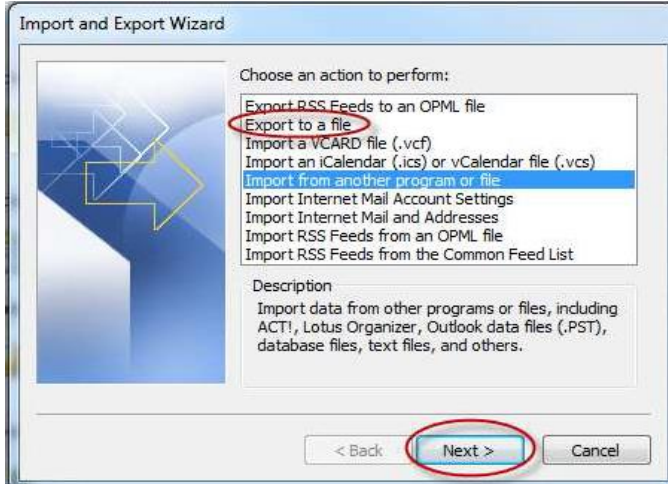 Import and Export Wizard
Choose an action to perform:
Export RSS Feeds to an OPML file
Export to a file
Import a VCARD file (.vcf)
Import an iCalendar (.ics) or vCalendar file (.vcs)
Import from another program or file
Import Internet Mail Account Settings
Import Internet Mail and Addresses
Import RSS Feeds from an OPML file
Import RSS Feeds from the Common Feed List
Description
Import data from other programs or files, including
ACT!, Lotus Organizer, Outlook data files (.PST),
database files, text files, and others.
< Back Next > Cancel